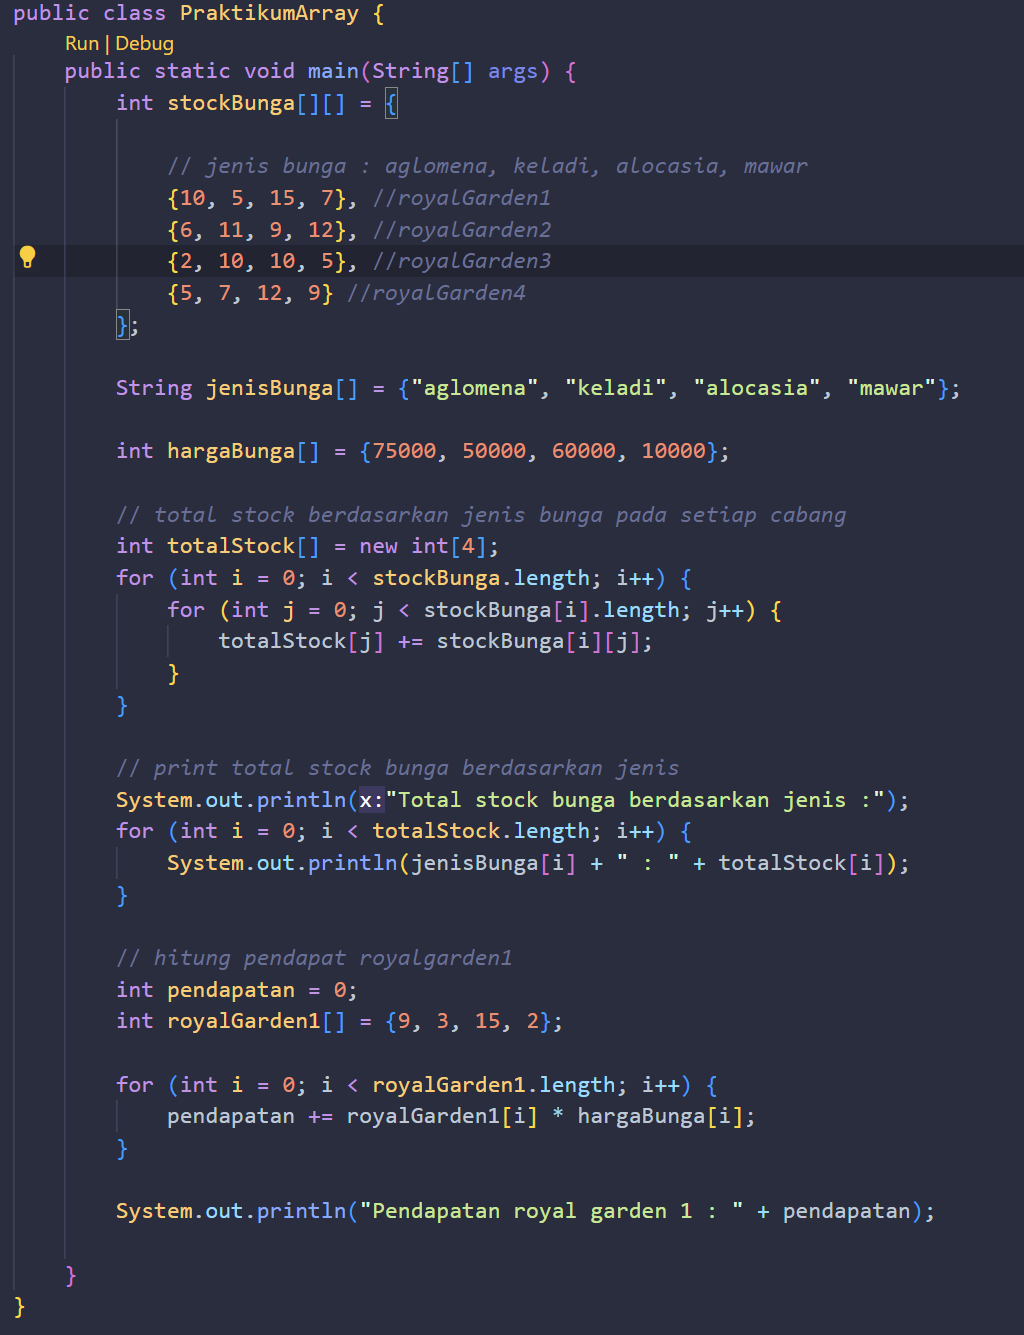 public class PraktikumArray {
Run | Debug
public static void main(String[] args) {
int stockBunga[][] = {
// jenis bunga : aglomena, keladi, alocasia, mawar
{10, 5, 15, 7}, //royalGarden1
{6, 11, 9, 12}, //royalGarden2
{2, 10, 10, 5}, //royalGarden3
{5, 7, 12, 9} //royalGarden4
};
String jenisBunga[] = {"aglomena", "keladi", "alocasia", "mawar"};
int hargaBunga[] = {75000, 50000, 60000, 10000};
// total stock berdasarkan jenis bunga pada setiap cabang
int totalStock[] = new int[4];
for (int i = 0; i < stockBunga.length; i++) {
for (int j = 0; j < stockBunga[i].length; j++) {
totalStock[j] += stockBunga[i][j];
}
}
// print total stock bunga berdasarkan jenis
System.out.println(x:"Total stock bunga berdasarkan jenis :");
for (int i = 0; i < totalStock.length; i++) {
System.out.println(jenisBunga[i] + " : " + totalStock[i]);
}
// hitung pendapat royalgarden1
int pendapatan = 0;
int royalGarden1[] = {9, 3, 15, 2};
for (int i = 0; i < royalGarden1.length; i++) {
pendapatan += royalGarden1[i] * hargaBunga[i];
}
System.out.println("Pendapatan royal garden 1 : " + pendapatan);
}
}